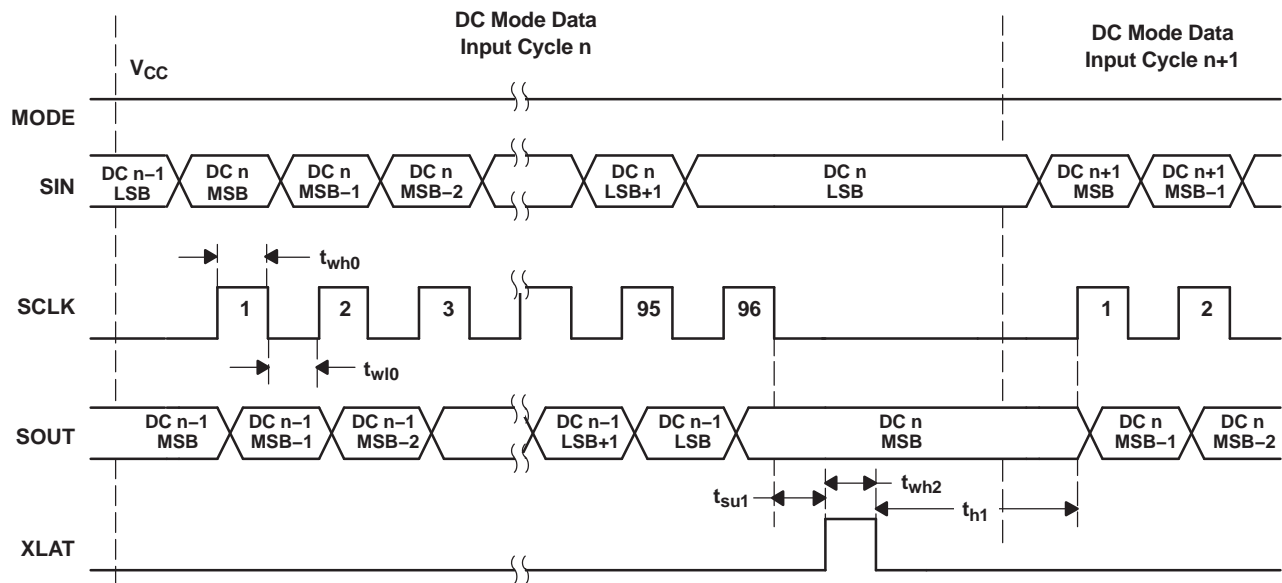 DC Mode Data
Input Cycle n
DC Mode Data
Input Cycle n+1
VCC
MODE
SIN
DC n–1
LSB
DC n
MSB
DC n
MSB–1
DC n
MSB–2
DC n
LSB+1
DC n
LSB
DC n+1
MSB
DC n+1
MSB–1
twh0
SCLK
1
2
3
95
96
1
2
twl0
SOUT
DC n–1
MSB
DC n–1
MSB–1
DC n–1
MSB–2
DC n–1
LSB+1
DC n–1
LSB
DC n
MSB
DC n
MSB–1
DC n
MSB–2
tsu1
twh2
th1
XLAT